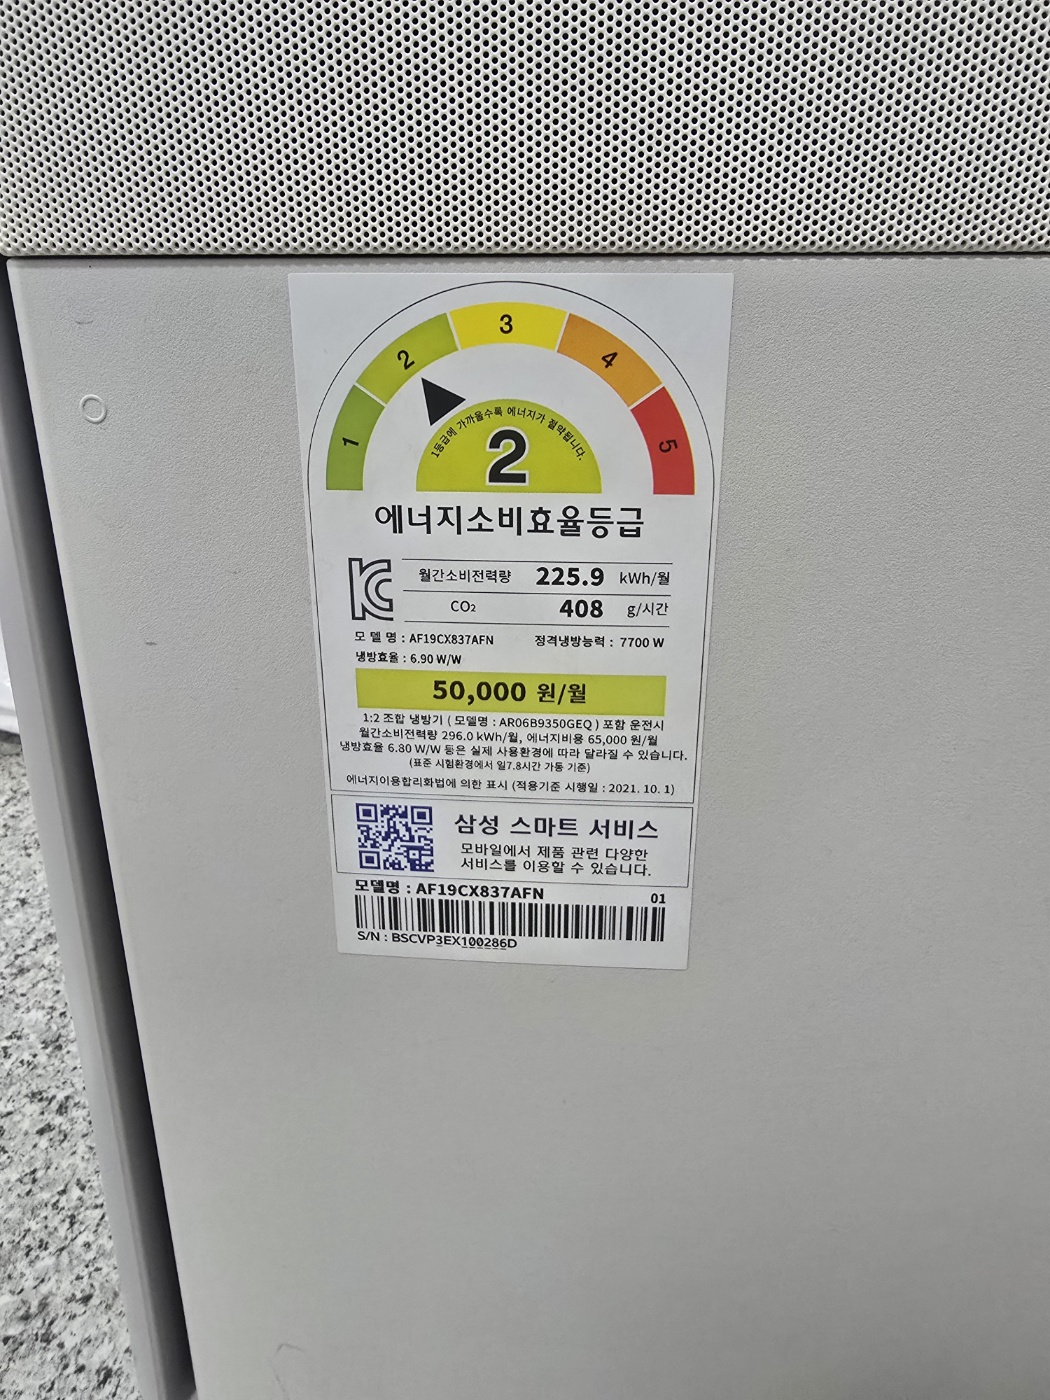 1
2
3
4
5
1등급에 가까울수록 에너지가 절약됩니다.
2
에너지소비효율등급
월간소비전력량 225.9 kWh/월
CO₂ 408 g/시간
모 델 명 : AF19CX837AFN 정격냉방능력 : 7700 W
냉방효율 : 6.90 W/W
50,000 원/월
1:2 조합 냉방기 ( 모델명 : AR06B9350GEQ ) 포함 운전시
월간소비전력량 296.0 kWh/월, 에너지비용 65,000 원/월
냉방효율 6.80 W/W 등은 실제 사용환경에 따라 달라질 수 있습니다.
(표준 시험환경에서 일7.8시간 가동 기준)
에너지이용합리화법에 의한 표시 (적용기준 시행일 : 2021. 10. 1)
삼성 스마트 서비스
모바일에서 제품 관련 다양한
서비스를 이용할 수 있습니다.
모델명 : AF19CX837AFN 01
S/N : BSCVP3EX100286D